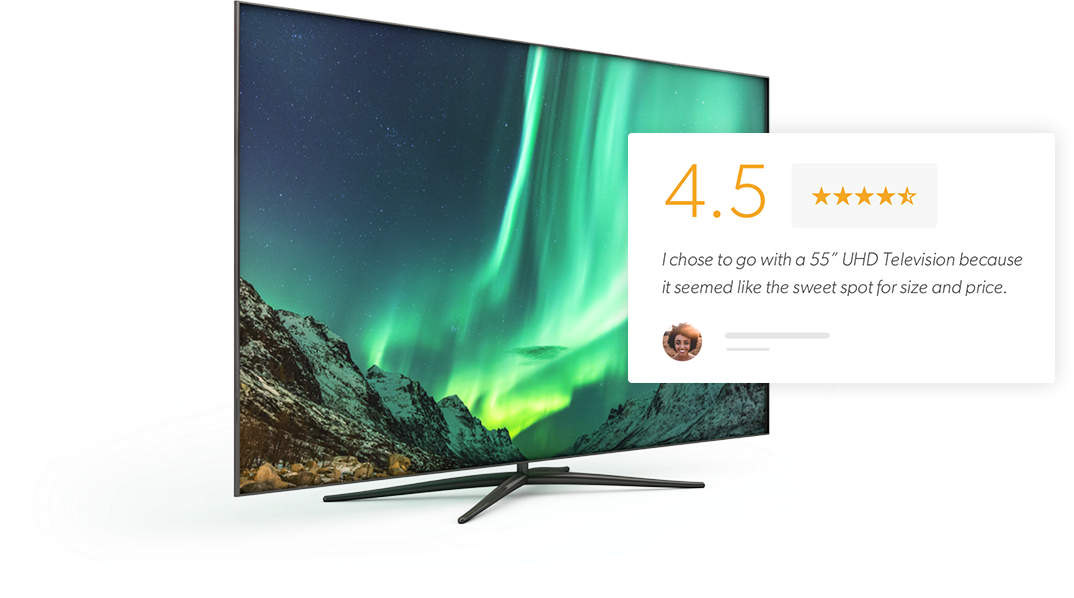 4.5
I chose to go with a 55” UHD Television because
it seemed like the sweet spot for size and price.